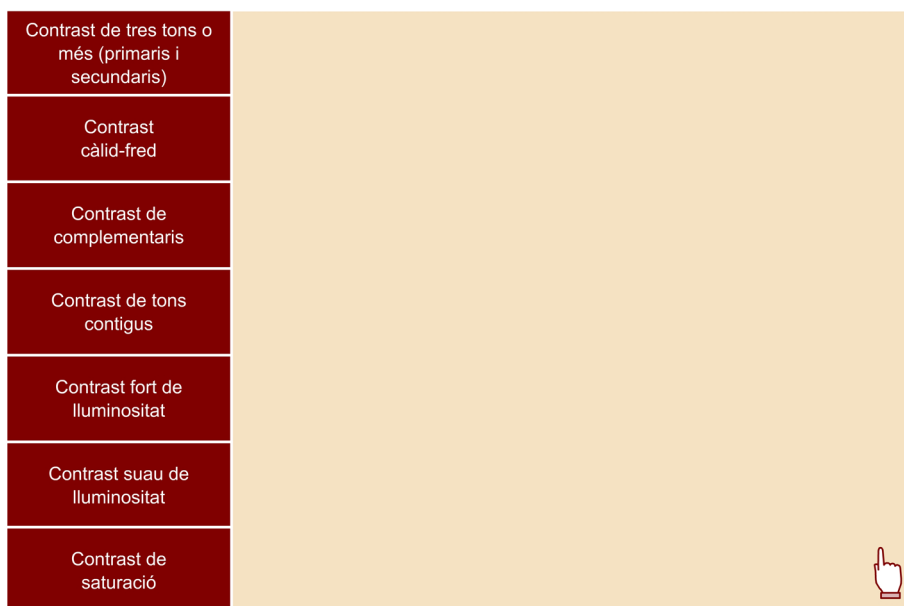 Contrast de tres tons o
més (primaris i
secundaris)
Contrast
càlid-fred
Contrast de
complementaris
Contrast de tons
contigus
Contrast fort de
lluminositat
Contrast suau de
lluminositat
Contrast de
saturació